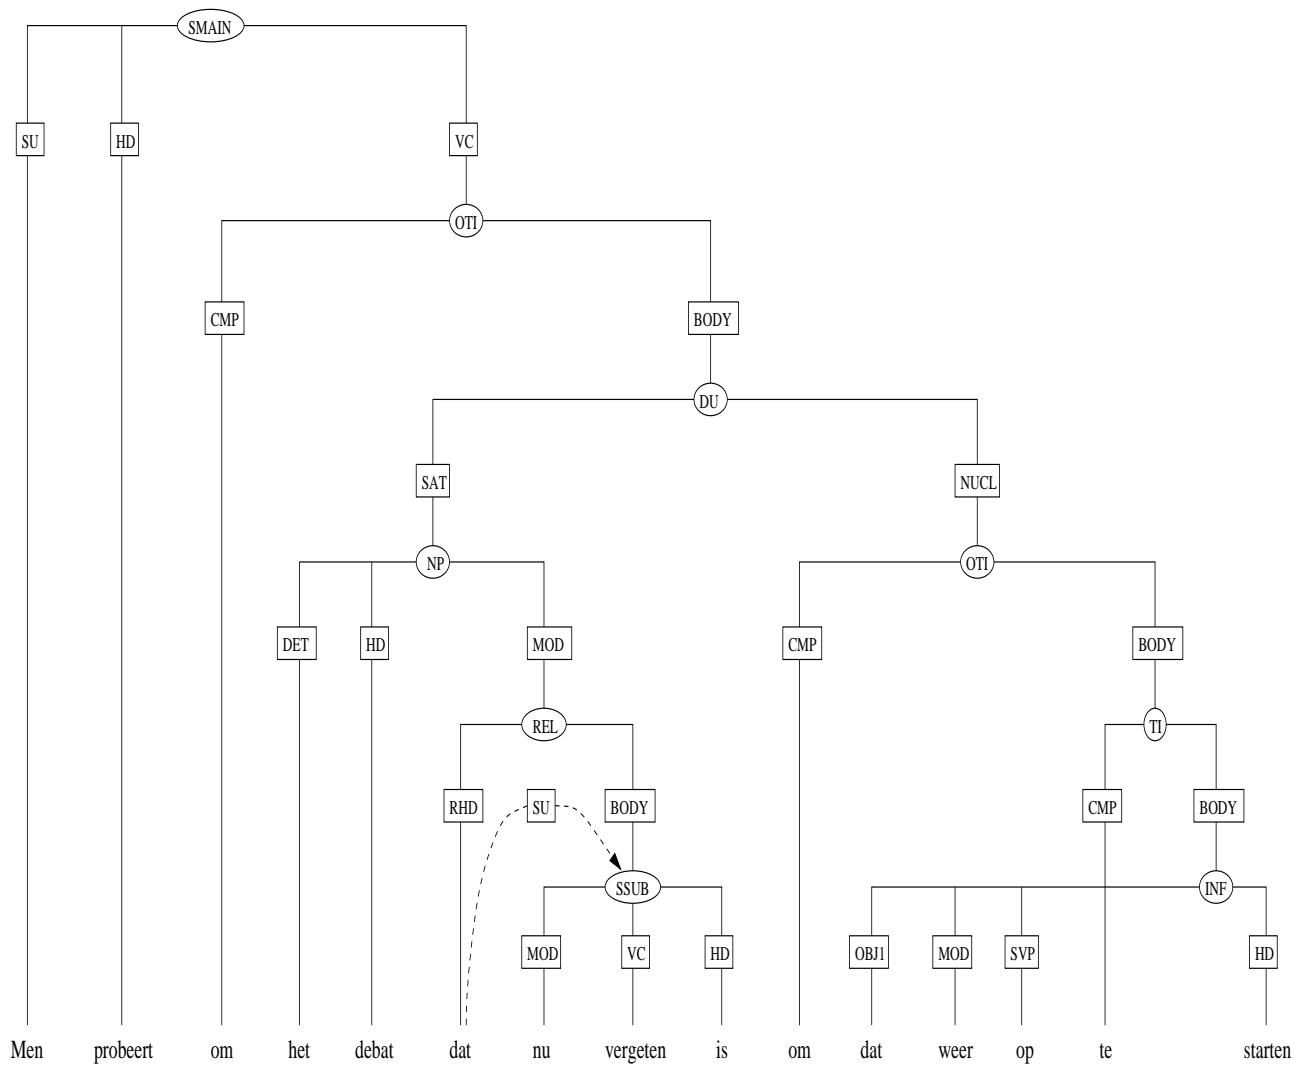 SMAIN
SU HD VC
OTI
CMP BODY
DU
SAT NUCL
NP OTI
DET HD MOD CMP BODY
REL TI
RHD SU BODY CMP BODY
SSUB INF
MOD VC HD OBJ1 MOD SVP HD
Men probeert om het debat dat nu vergeten is om dat weer op te starten